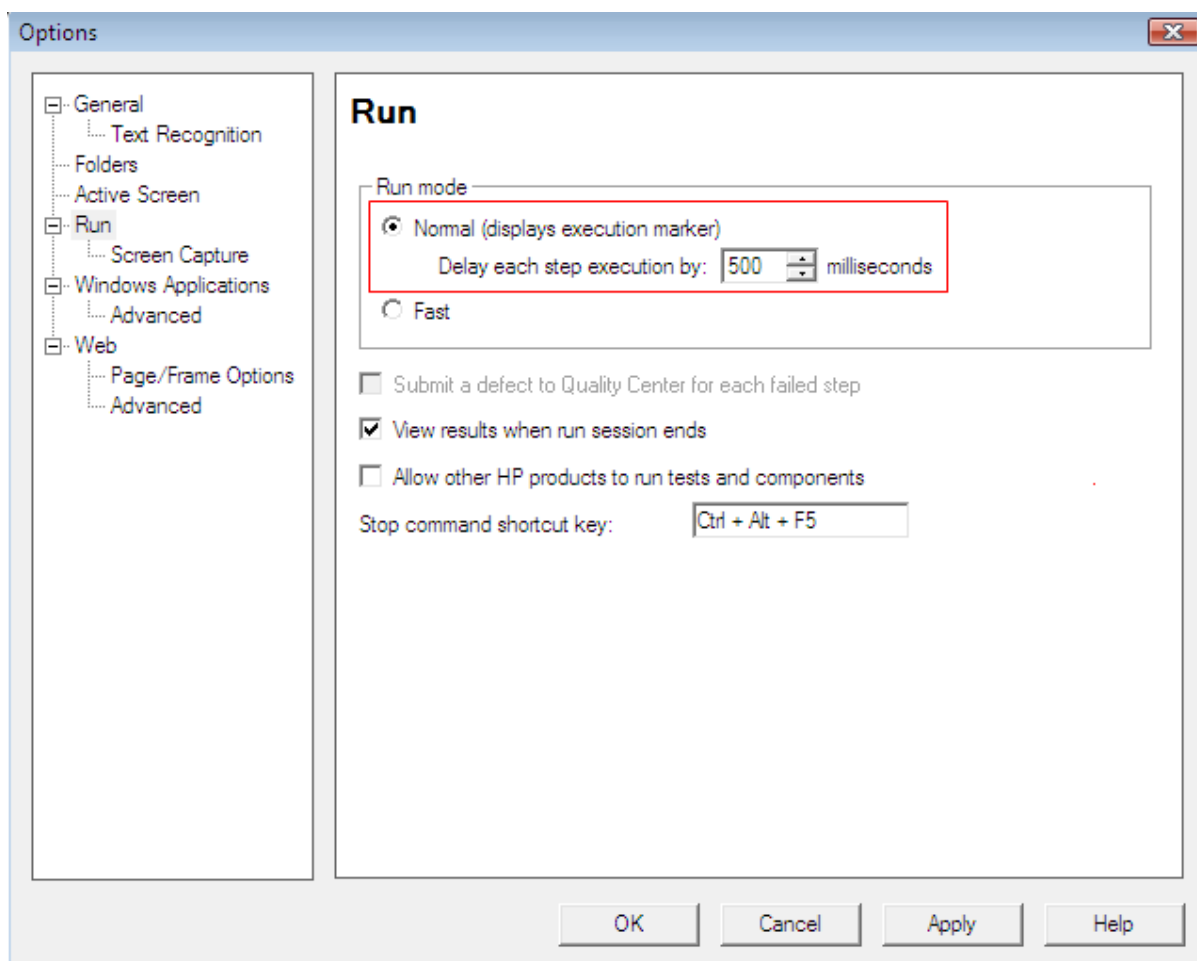 Options
General
Text Recognition
Folders
Active Screen
Run
Screen Capture
Windows Applications
Advanced
Web
Page/Frame Options
Advanced
Run
Run mode
Normal (displays execution marker)
Delay each step execution by: 500 milliseconds
Fast
Submit a defect to Quality Center for each failed step
View results when run session ends
Allow other HP products to run tests and components
Stop command shortcut key: Ctrl + Alt + F5
OK Cancel Apply Help